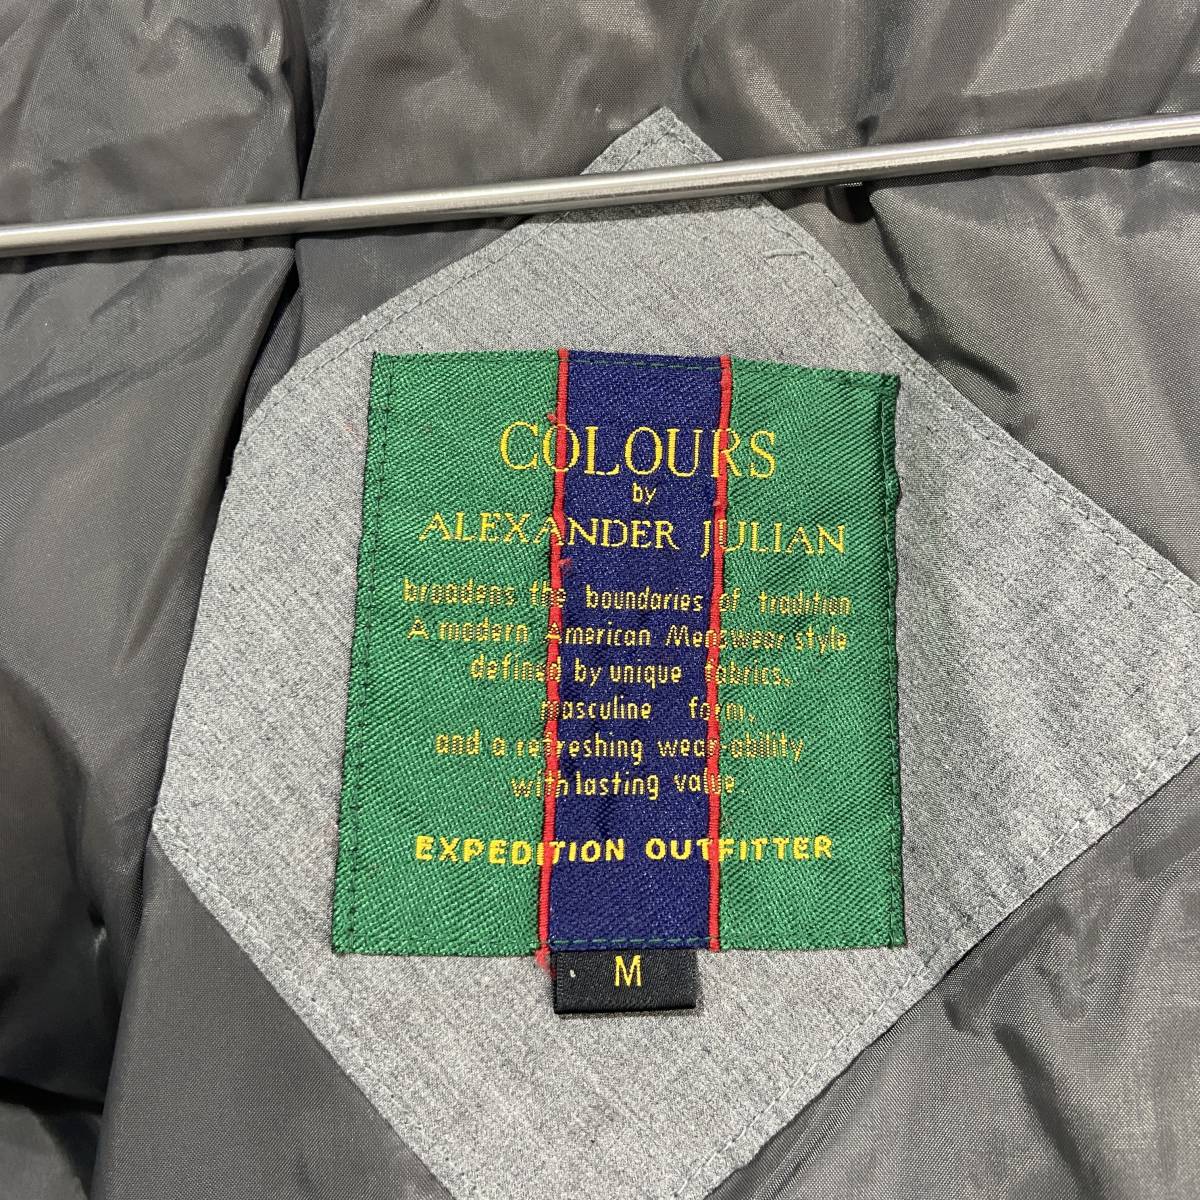 COLOURS
by
ALEXANDER JULIAN
broadens the boundaries of tradition
A modern American Menswear style
defined by unique fabrics,
masculine form,
and a refreshing wear-ability
with lasting value.
EXPEDITION OUTFITTER
M